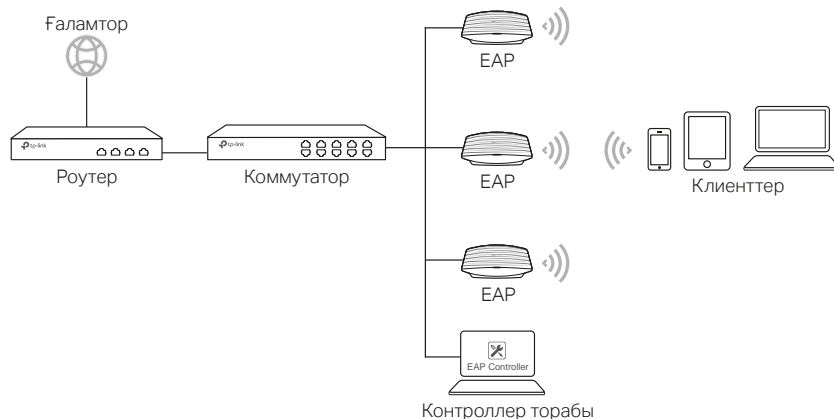 Ғаламтор
EAP
tp-link
tp-link
Роутер
Коммутатор
EAP
Клиенттер
EAP
EAP Controller
Контроллер торабы